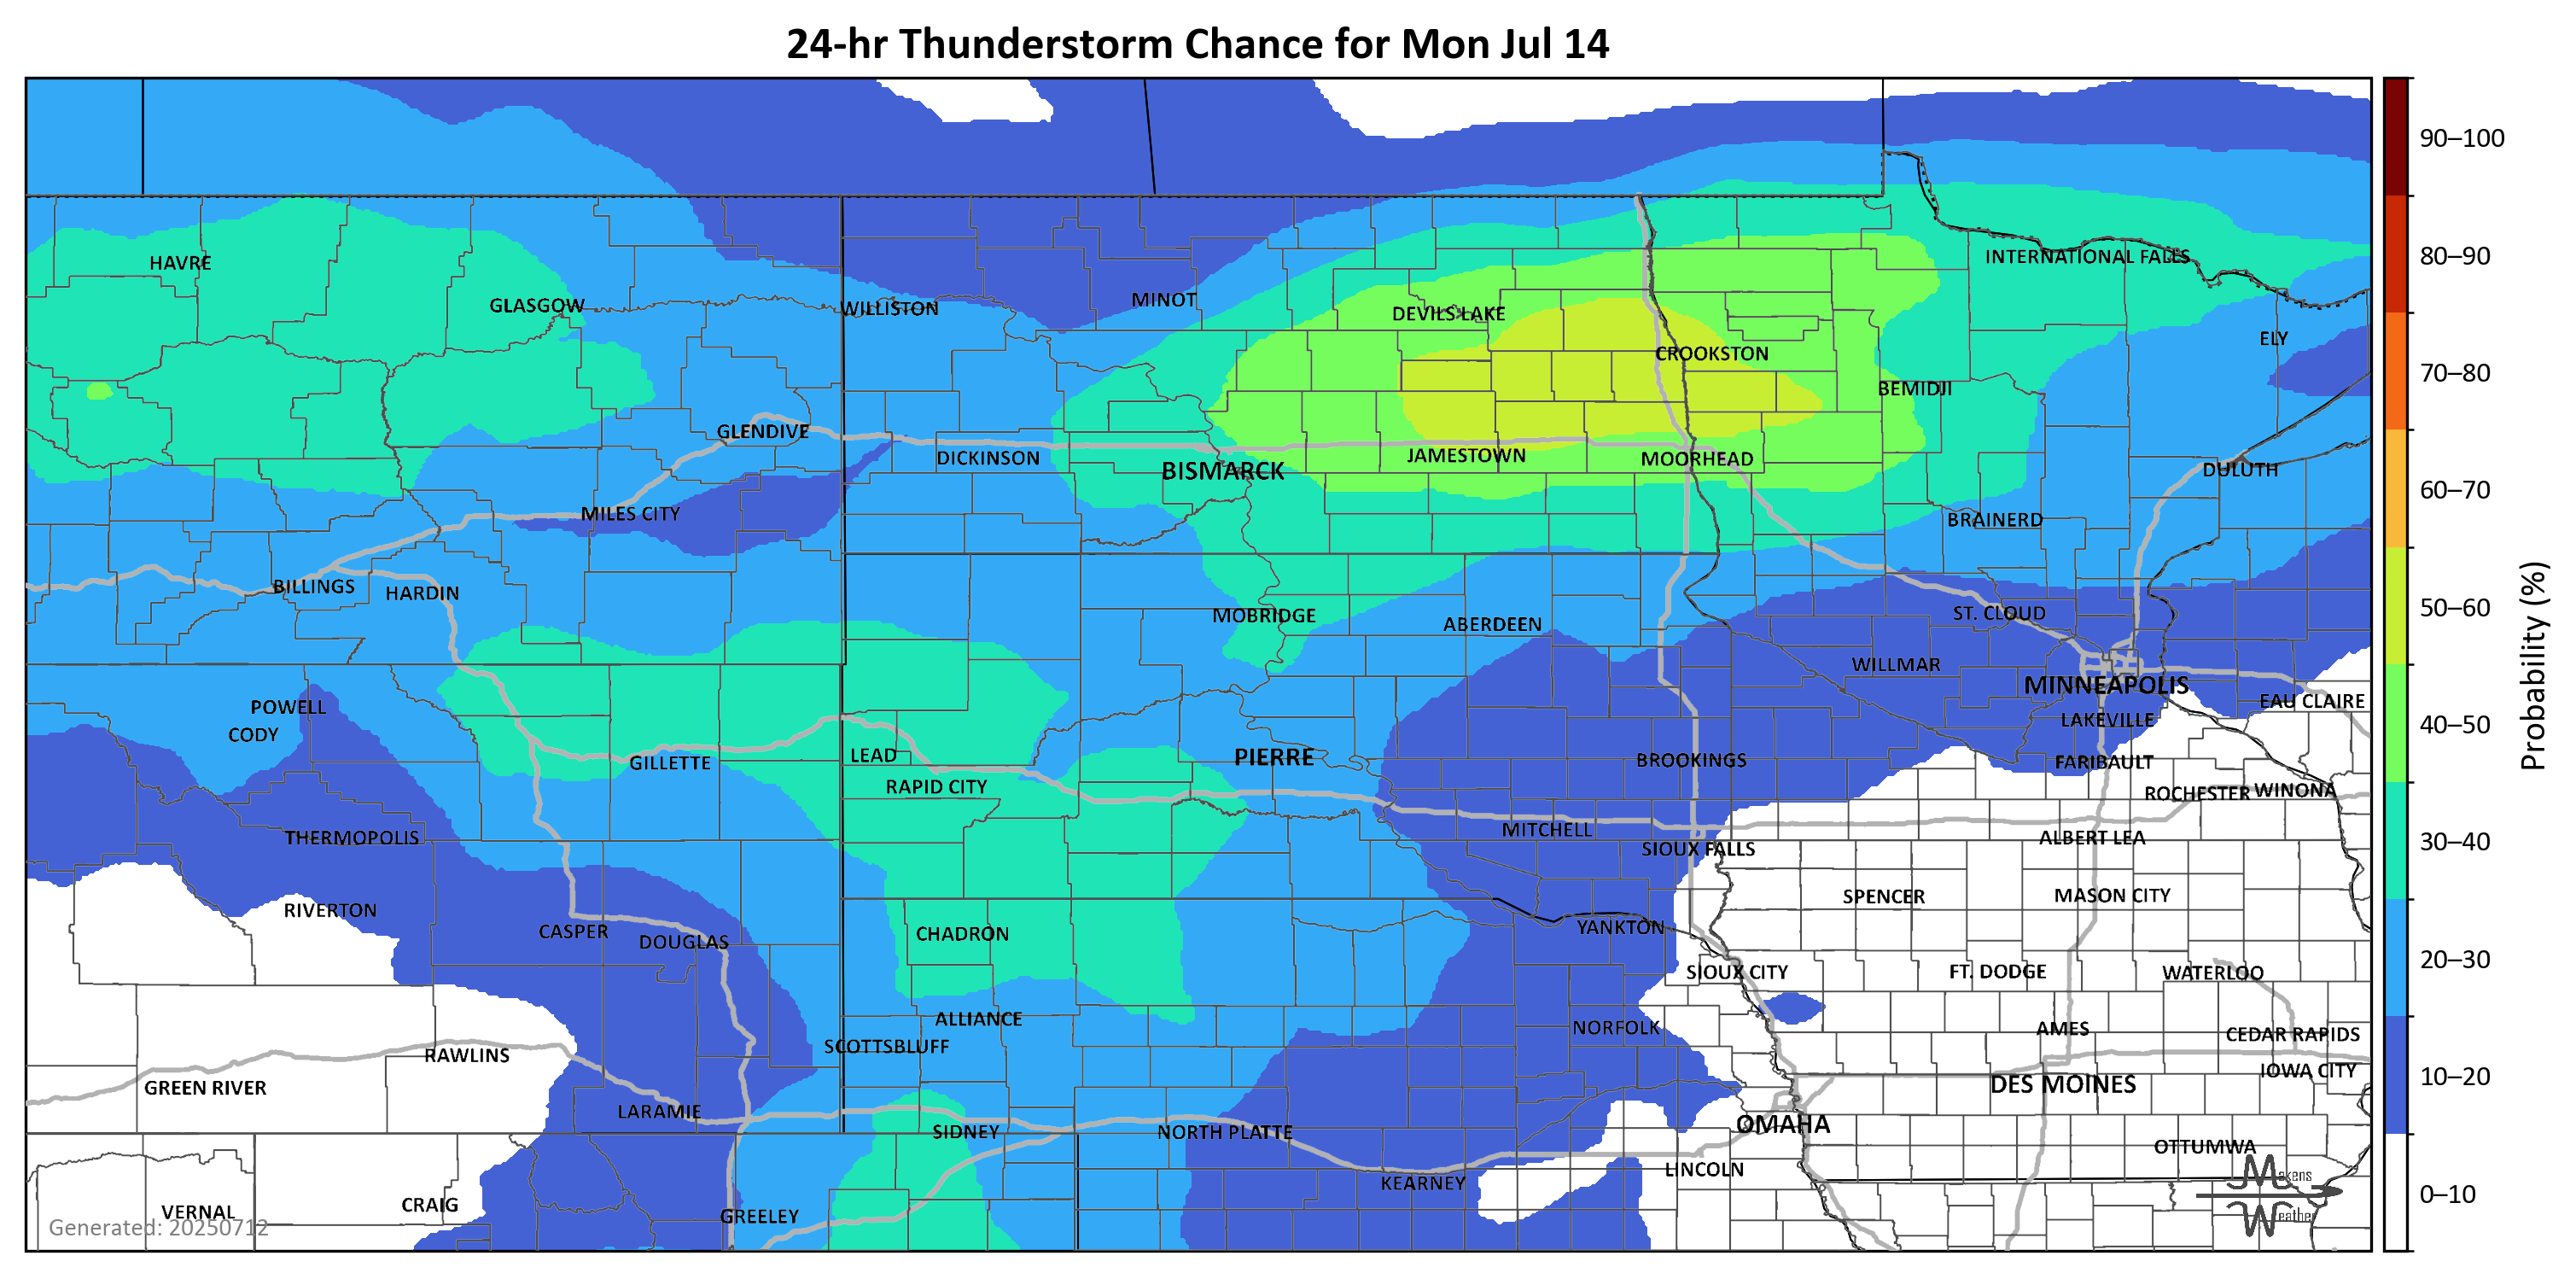 24-hr Thunderstorm Chance for Mon Jul 14
90–100
80–90
70–80
60–70
50–60
40–50
30–40
20–30
10–20
0–10
Probability (%)
HAVRE
INTERNATIONAL FALLS
GLASGOW
WILLISTON
MINOT
DEVILS LAKE
ELY
CROOKSTON
BEMIDJI
GLENDIVE
DICKINSON
BISMARCK
JAMESTOWN
MOORHEAD
DULUTH
MILES CITY
BRAINERD
BILLINGS
HARDIN
MOBRIDGE
ABERDEEN
ST. CLOUD
WILLMAR
MINNEAPOLIS
POWELL
EAU CLAIRE
CODY
LAKEVILLE
GILLETTE
LEAD
PIERRE
BROOKINGS
FARIBAULT
RAPID CITY
ROCHESTER
WINONA
THERMOPOLIS
MITCHELL
ALBERT LEA
SIOUX FALLS
RIVERTON
SPENCER
MASON CITY
CASPER
DOUGLAS
CHADRON
YANKTON
SIOUX CITY
FT. DODGE
WATERLOO
ALLIANCE
NORFOLK
AMES
CEDAR RAPIDS
SCOTTSBLUFF
RAWLINS
GREEN RIVER
DES MOINES
IOWA CITY
LARAMIE
SIDNEY
NORTH PLATTE
OMAHA
OTTUMWA
LINCOLN
KEARNEY
VERNAL
CRAIG
GREELEY
Makens
Weather
Generated: 20250712